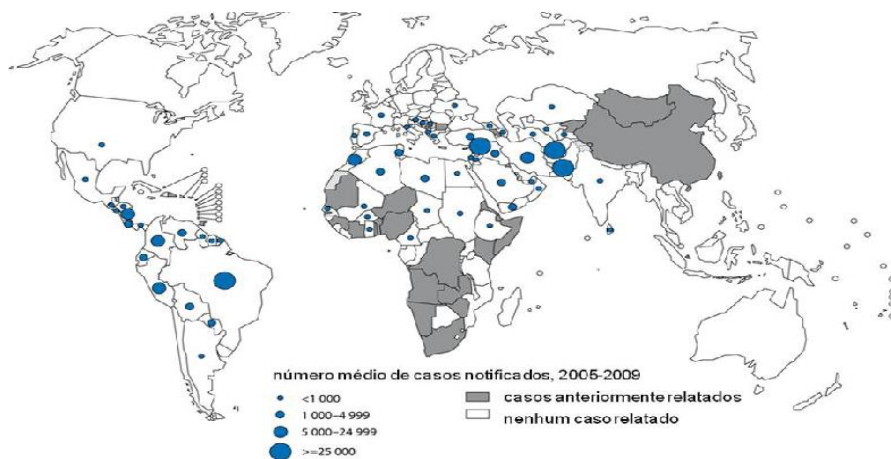 número médio de casos notificados, 2005-2009
<1 000
1 000–4 999
5 000–24 999
>=25 000
casos anteriormente relatados
nenhum caso relatado